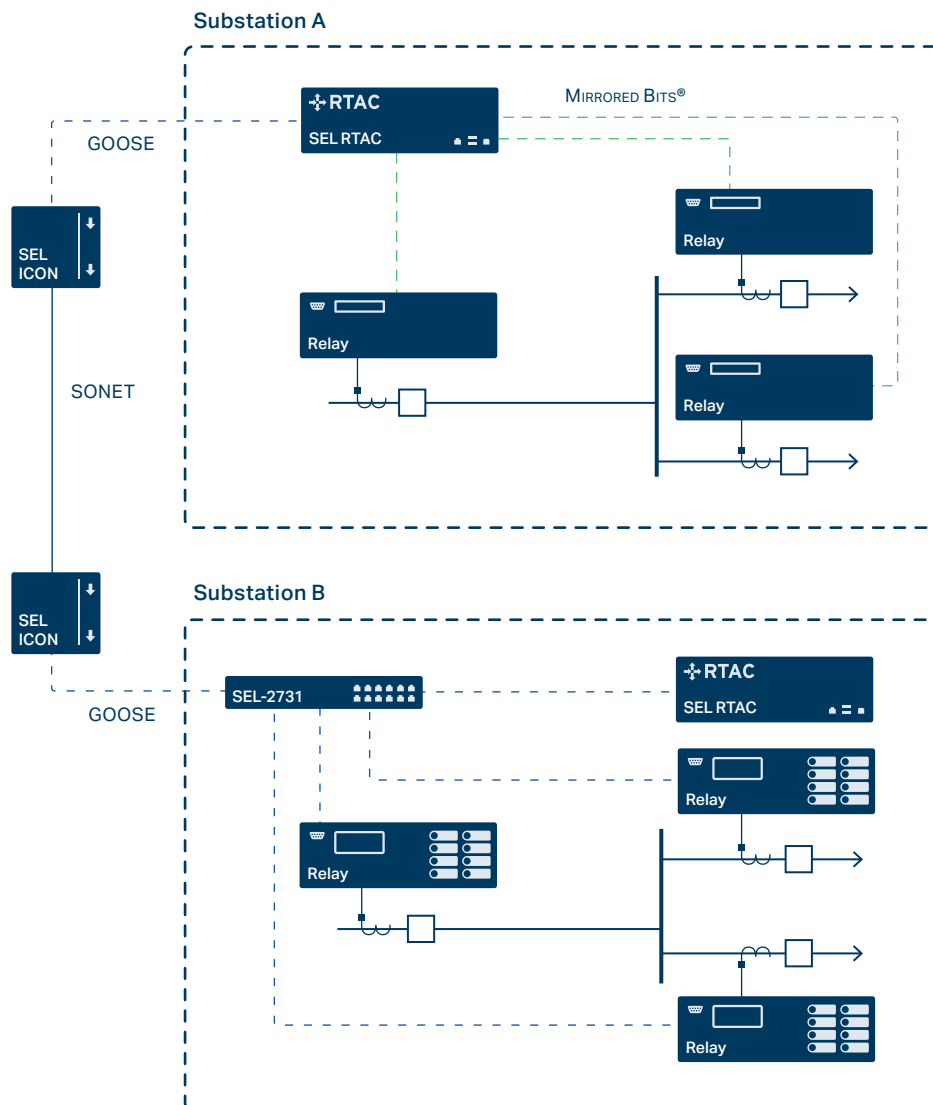 Substation A
RTAC
SEL RTAC
MIRRORED BITS®
GOOSE
Relay
SEL
ICON
Relay
Relay
SONET
SEL
ICON
Substation B
RTAC
SEL-2731
SEL RTAC
GOOSE
Relay
Relay
Relay